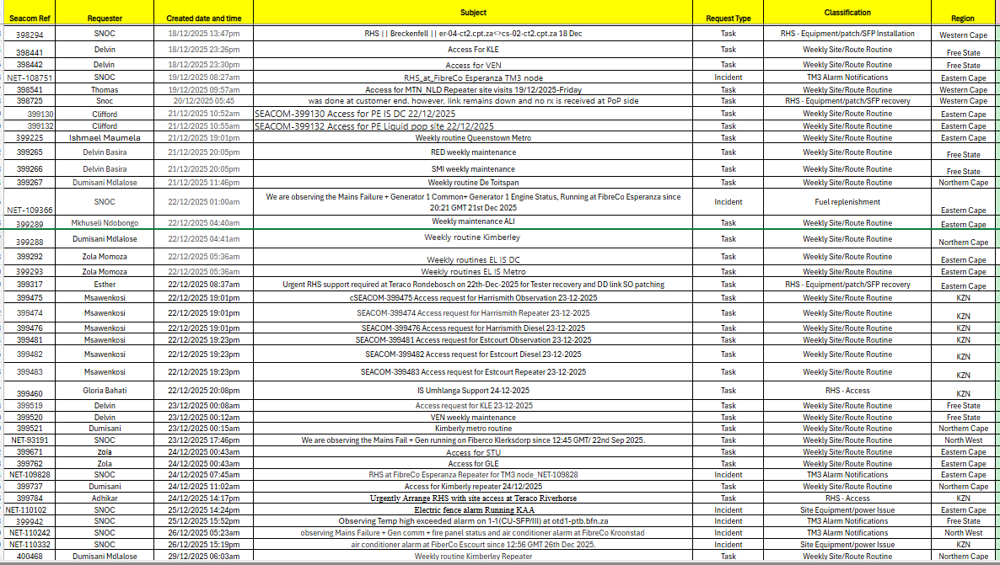 Seacom Ref Requester Created date and time Subject Request Type Classification Region
398294 SNOC 18/12/2025 13:47pm RHS || Breckenfell || er-04-ct2.cpt.za<>cs-02-ct2.cpt.za 18 Dec Task RHS - Equipment/patch/SFP Installation Western Cape
398441 Delvin 18/12/2025 23:26pm Access For KLE Task Weekly Site/Route Routine Free State
398442 Delvin 18/12/2025 23:30pm Access for VEN Task Weekly Site/Route Routine Free State
NET-108751 SNOC 19/12/2025 08:27am RHS_at_FibreCo Esperanza TM3 node Incident TM3 Alarm Notifications Eastern Cape
398541 Thomas 19/12/2025 09:57am Access for MTN_NLD Repeater site visits 19/12/2025-Friday Task Weekly Site/Route Routine Western Cape
398725 Snoc 20/12/2025 05:45 was done at customer end. however, link remains down and no rx is received at PoP side Task RHS - Equipment/patch/SFP recovery Western Cape
399130 Clifford 21/12/2025 10:52am SEACOM-399130 Access for PE IS DC 22/12/2025 Task Weekly Site/Route Routine Eastern Cape
399132 Clifford 21/12/2025 10:55am SEACOM-399132 Access for PE Liquid pop site 22/12/2025 Task Weekly Site/Route Routine Eastern Cape
399225 Ishmael Maumela 21/12/2025 19:01pm Weekly routine Queenstown Metro Task Weekly Site/Route Routine Eastern Cape
399265 Delvin Basira 21/12/2025 20:05pm RED weekly maintenance Task Weekly Site/Route Routine Free State
399266 Delvin Basira 21/12/2025 20:05pm SMI weekly maintenance Task Weekly Site/Route Routine Free State
399267 Dumisani Mdlalose 21/12/2025 11:46pm Weekly routine De Toitspan Task Weekly Site/Route Routine Northern Cape
NET-109366 SNOC 22/12/2025 01:00am We are observing the Mains Failure + Generator 1 Common+ Generator 1 Engine Status, Running at FibreCo Esperanza since Incident Fuel replenishment Eastern Cape
20:21 GMT 21st Dec 2025
399289 Mkhuseli Ndobongo 22/12/2025 04:40am Weekly maintenance ALI Task Weekly Site/Route Routine Eastern Cape
399288 Dumisani Mdlalose 22/12/2025 04:41am Weekly routine Kimberley Task Weekly Site/Route Routine Northern Cape
399292 Zola Momoza 22/12/2025 05:36am Weekly routines EL IS DC Task Weekly Site/Route Routine Eastern Cape
399293 Zola Momoza 22/12/2025 05:36am Weekly routines EL IS Metro Task Weekly Site/Route Routine Eastern Cape
399317 Esther 22/12/2025 08:37am Urgent RHS support required at Teraco Rondebosch on 22th-Dec-2025 for Tester recovery and DD link SO patching Task RHS - Equipment/patch/SFP recovery Eastern Cape
399475 Msawenkosi 22/12/2025 19:01pm cSEACOM-399475 Access request for Harrismith Observation 23-12-2025 Task Weekly Site/Route Routine KZN
399474 Msawenkosi 22/12/2025 19:01pm SEACOM-399474 Access request for Harrismith Repeater 23-12-2025 Task Weekly Site/Route Routine KZN
399476 Msawenkosi 22/12/2025 19:01pm SEACOM-399476 Access request for Harrismith Diesel 23-12-2025 Task Weekly Site/Route Routine KZN
399481 Msawenkosi 22/12/2025 19:23pm SEACOM-399481 Access request for Estcourt Observation 23-12-2025 Task Weekly Site/Route Routine KZN
399482 Msawenkosi 22/12/2025 19:23pm SEACOM-399482 Access request for Estcourt Diesel 23-12-2025 Task Weekly Site/Route Routine KZN
399483 Msawenkosi 22/12/2025 19:23pm SEACOM-399483 Access request for Estcourt Repeater 23-12-2025 Task Weekly Site/Route Routine KZN
399460 Gloria Bahati 22/12/2025 20:08pm IS Umhlanga Support 24-12-2025 Task RHS - Access KZN
399519 Delvin 23/12/2025 00:08am Access request for KLE 23-12-2025 Task Weekly Site/Route Routine Free State
399520 Delvin 23/12/2025 00:12am VEN weekly maintenance Task Weekly Site/Route Routine Free State
399521 Dumisani 23/12/2025 00:15am Kimberly metro routine Task Weekly Site/Route Routine Northern Cape
NET-93191 SNOC 23/12/2025 17:46pm We are observing the Mains Fail + Gen running on Fiberco Klerksdorp since 12:45 GMT/ 22nd Sep 2025. Task Weekly Site/Route Routine North West
399671 Zola 24/12/2025 00:43am Access for STU Task Weekly Site/Route Routine Eastern Cape
399762 Zola 24/12/2025 00:43am Access for GLE Task Weekly Site/Route Routine Eastern Cape
NET-109828 SNOC 24/12/2025 07:45am RHS at FibreCo Esperanza Repeater for TM3 node_NET-109828 Incident TM3 Alarm Notifications Eastern Cape
399737 Dumisani 24/12/2025 11:02am Access for Kimberly repeater 24/12/2025 Task Weekly Site/Route Routine Northern Cape
399784 Adhikar 24/12/2025 14:17pm Urgently Arrange RHS with site access at Teraco Riverhorse Task RHS - Access KZN
NET-110102 SNOC 25/12/2025 14:24pm Electric fence alarm Running KAA Incident Site Equipment/power Issue Eastern Cape
399942 SNOC 25/12/2025 15:52pm Observing Temp high exceeded alarm on 1-1(CU-SFP/III) at otd1-ptb.bfn.za Incident TM3 Alarm Notifications Free State
NET-110242 SNOC 26/12/2025 05:23am observing Mains Failure + Gen comm + fire panel status and air conditioner alarm at FibreCo Kroonstad Incident TM3 Alarm Notifications North West
NET-110332 SNOC 26/12/2025 15:19pm air conditioner alarm at FiberCo Escourt since 12:56 GMT 26th Dec 2025. Incident Site Equipment/power Issue KZN
400468 Dumisani Mdlalose 29/12/2025 06:03am Weekly routine Kimberley Repeater Task Weekly Site/Route Routine Northern Cape